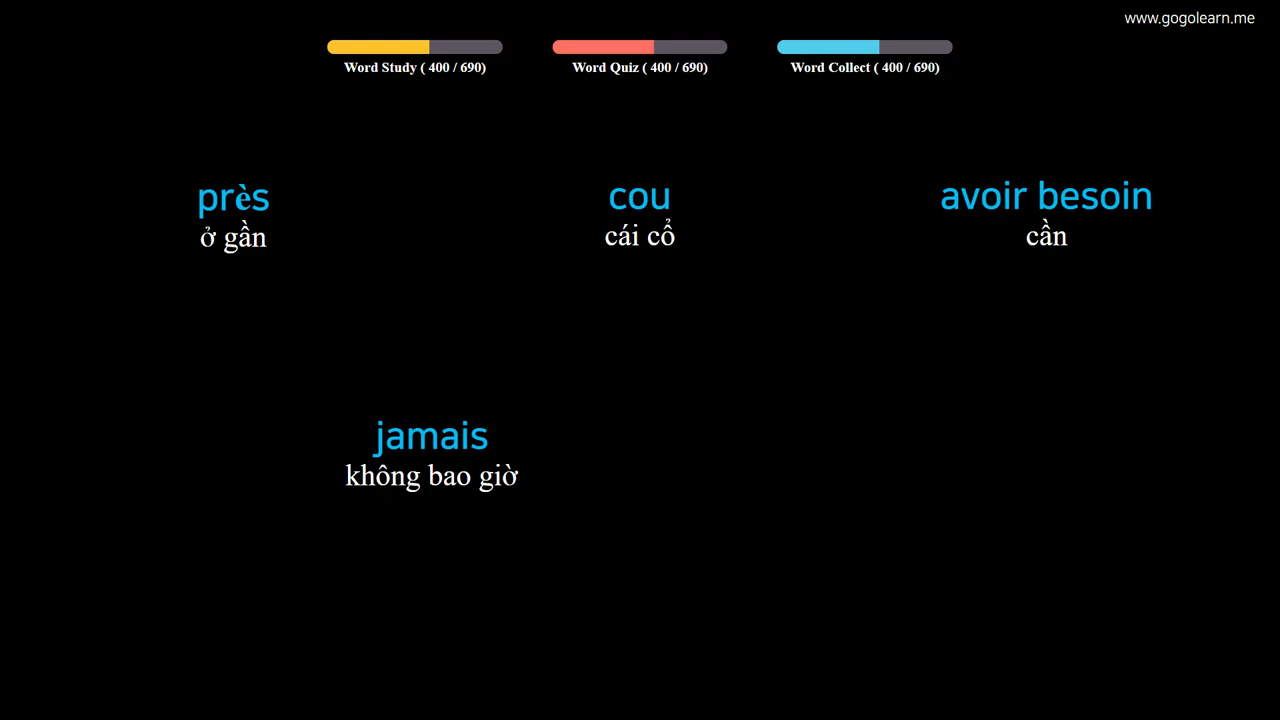 www.gogolearn.me
Word Study ( 400 / 690)
Word Quiz ( 400 / 690)
Word Collect ( 400 / 690)
près
ở gần
cou
cái cổ
avoir besoin
cần
jamais
không bao giờ